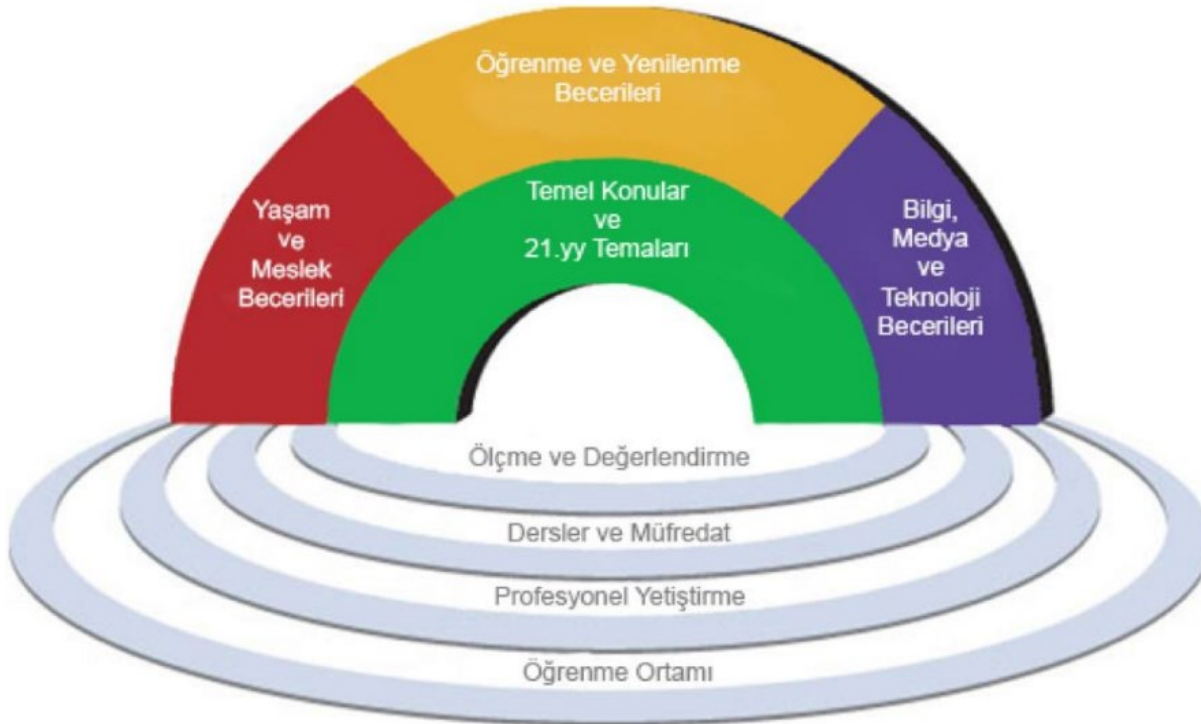 Öğrenme ve Yenilenme
Becerileri
Yaşam
ve
Meslek
Becerileri
Temel Konular
ve
21.yy Temaları
Bilgi,
Medya
ve
Teknoloji
Becerileri
Ölçme ve Değerlendirme
Dersler ve Müfredat
Profesyonel Yetiştirme
Öğrenme Ortamı